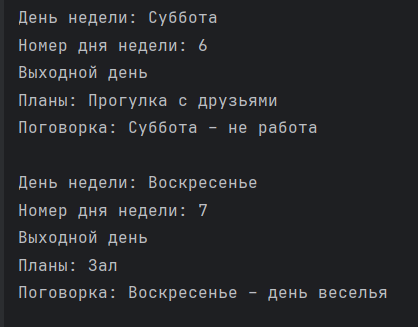 День недели: Суббота
Номер дня недели: 6
Выходной день
Планы: Прогулка с друзьями
Поговорка: Суббота – не работа
День недели: Воскресенье
Номер дня недели: 7
Выходной день
Планы: Зал
Поговорка: Воскресенье – день веселья